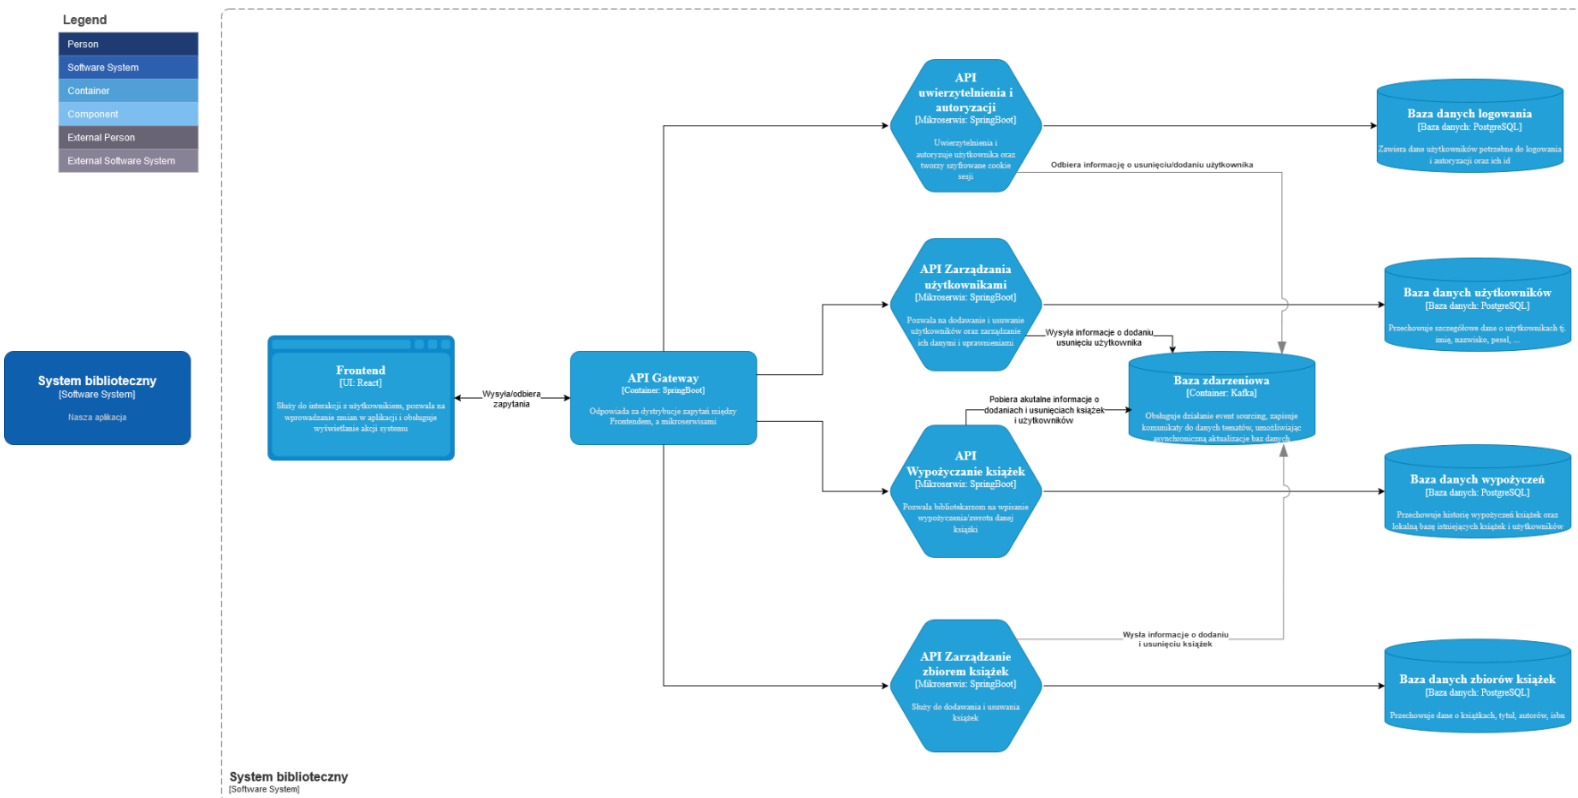 Legend
Person
Software System
Container
Component
External Person
External Software System
System biblioteczny
[Software System]
Nasza aplikacja
Frontend
[UI: React]
Służy do interakcji z użytkownikiem, pozwala na
wprowadzanie zmian w aplikacji i obsługuje
wyświetlanie akcji systemu
Wysyła/odbiera
zapytania
API Gateway
[Container: SpringBoot]
Odpowiada za dystrybucje zapytań między
Frontendem, a mikroserwisami
API
uwierzytelnienia i
autoryzacji
[Mikroserwis: SpringBoot]
Uwierzytelnienia i
autoryzuje użytkownika oraz
tworzy szyfrowane cookie
sesji
Odbiera informację o usunięciu/dodaniu użytkownika
Baza danych logowania
[Baza danych: PostgreSQL]
Zawiera dane użytkowników potrzebne do logowania
i autoryzacji oraz ich id
API Zarządzania
użytkownikami
[Mikroserwis: SpringBoot]
Pozwala na dodawanie i usuwanie
użytkowników oraz zarządzanie
ich danymi i uprawnieniami
Wysyła informacje o dodaniu
usunięciu użytkownika
Baza danych użytkowników
[Baza danych: PostgreSQL]
Przechowuje szczegółowe dane o użytkownikach tj.
imię, nazwisko, pesel, ...
Baza zdarzeniowa
[Container: Kafka]
Obsługuje działanie event sourcing, zapisuje
komunikaty do danych tematów, umożliwiając
asynchroniczną aktualizacje baz danych
Pobiera akutalne informacje o
dodaniach i usunięciach książek
i użytkowników
API
Wypożyczanie książek
[Mikroserwis: SpringBoot]
Pozwala bibliotekarzom na wpisanie
wypożyczenia/zwrotu danej
książki
Baza danych wypożyczeń
[Baza danych: PostgreSQL]
Przechowuje historię wypożyczeń książek oraz
lokalną bazę istniejących książek i użytkowników
API Zarządzanie
zbiorem książek
[Mikroserwis: SpringBoot]
Służy do dodawania i usuwania
książek
Wysła informacje o dodaniu
i usunięciu książek
Baza danych zbiorów książek
[Baza danych: PostgreSQL]
Przechowuje dane o książkach, tytuł, autorów, isbn
System biblioteczny
[Software System]